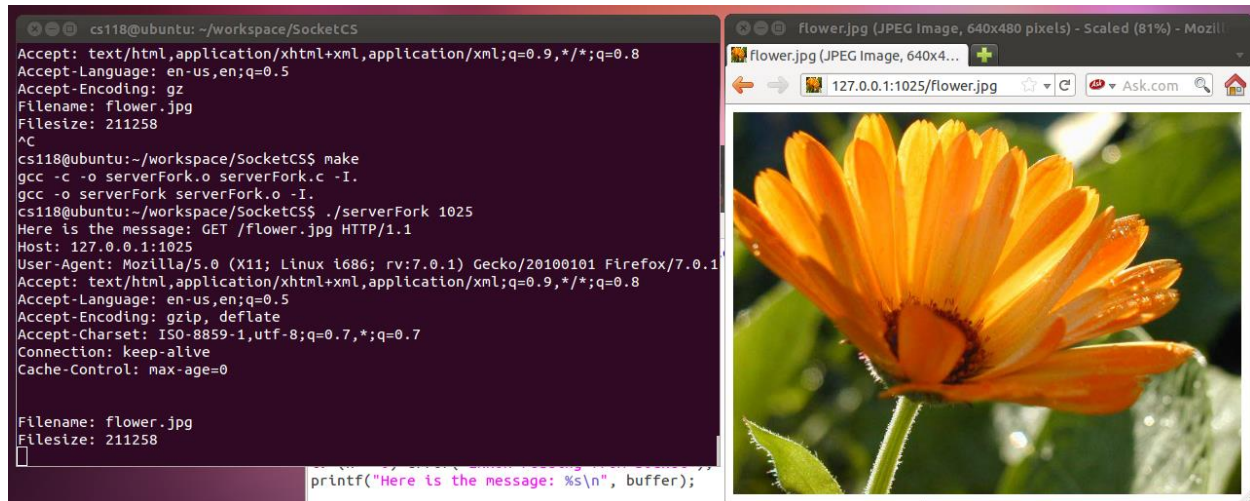 cs118@ubuntu: ~/workspace/SocketCS
Accept: text/html,application/xhtml+xml,application/xml;q=0.9,*/*;q=0.8
Accept-Language: en-us,en;q=0.5
Accept-Encoding: gz
Filename: flower.jpg
Filesize: 211258
^C
cs118@ubuntu:~/workspace/SocketCS$ make
gcc -c -o serverFork.o serverFork.c -I.
gcc -o serverFork serverFork.o -I.
cs118@ubuntu:~/workspace/SocketCS$ ./serverFork 1025
Here is the message: GET /flower.jpg HTTP/1.1
Host: 127.0.0.1:1025
User-Agent: Mozilla/5.0 (X11; Linux i686; rv:7.0.1) Gecko/20100101 Firefox/7.0.1
Accept: text/html,application/xhtml+xml,application/xml;q=0.9,*/*;q=0.8
Accept-Language: en-us,en;q=0.5
Accept-Encoding: gzip, deflate
Accept-Charset: ISO-8859-1,utf-8;q=0.7,*;q=0.7
Connection: keep-alive
Cache-Control: max-age=0
Filename: flower.jpg
Filesize: 211258
printf("Here is the message: %s\n", buffer);
flower.jpg (JPEG Image, 640x480 pixels) - Scaled (81%) - Mozill
flower.jpg (JPEG Image, 640x4...
127.0.0.1:1025/flower.jpg
Ask Ask.com